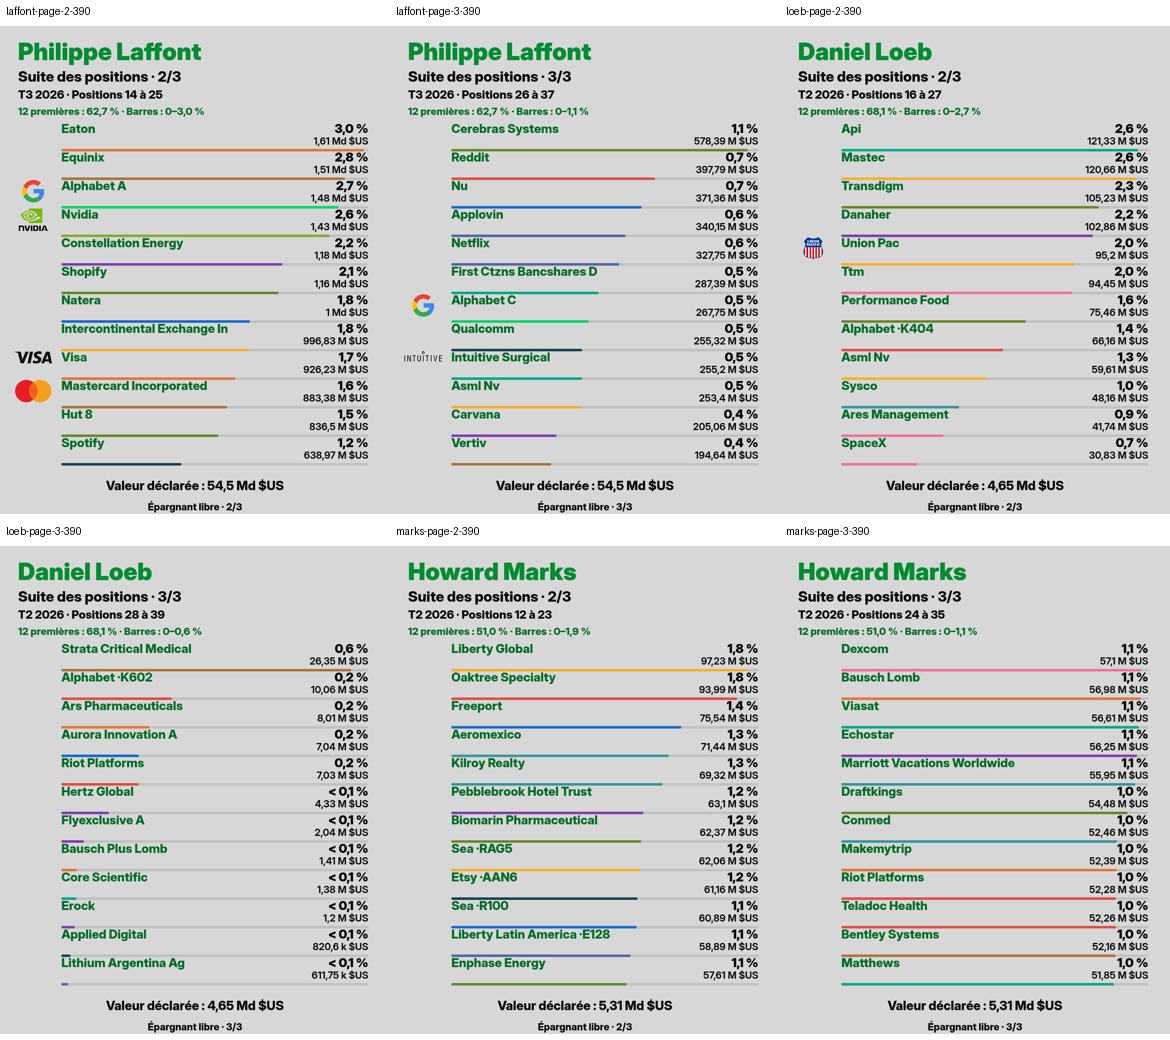 laffont-page-2-390
Philippe Laffont
Suite des positions · 2/3
T3 2026 · Positions 14 à 25
12 premières : 62,7 % · Barres : 0–3,0 %
Eaton 3,0 %
1,61 Md $US
Equinix 2,8 %
1,51 Md $US
Alphabet A 2,7 %
1,48 Md $US
Nvidia 2,6 %
NVIDIA
1,43 Md $US
Constellation Energy 2,2 %
1,18 Md $US
Shopify 2,1 %
1,16 Md $US
Natera 1,8 %
1 Md $US
Intercontinental Exchange In 1,8 %
996,83 M $US
VISA Visa 1,7 %
926,23 M $US
Mastercard Incorporated 1,6 %
883,38 M $US
Hut 8 1,5 %
836,5 M $US
Spotify 1,2 %
638,97 M $US
Valeur déclarée : 54,5 Md $US
Épargnant libre · 2/3
laffont-page-3-390
Philippe Laffont
Suite des positions · 3/3
T3 2026 · Positions 26 à 37
12 premières : 62,7 % · Barres : 0–1,1 %
Cerebras Systems 1,1 %
578,39 M $US
Reddit 0,7 %
397,79 M $US
Nu 0,7 %
371,36 M $US
Applovin 0,6 %
340,15 M $US
Netflix 0,6 %
327,75 M $US
First Ctzns Bancshares D 0,5 %
287,39 M $US
Alphabet C 0,5 %
267,75 M $US
Qualcomm 0,5 %
255,32 M $US
INTUITIVE Intuitive Surgical 0,5 %
255,2 M $US
Asml Nv 0,5 %
253,4 M $US
Carvana 0,4 %
205,06 M $US
Vertiv 0,4 %
194,64 M $US
Valeur déclarée : 54,5 Md $US
Épargnant libre · 3/3
loeb-page-2-390
Daniel Loeb
Suite des positions · 2/3
T2 2026 · Positions 16 à 27
12 premières : 68,1 % · Barres : 0–2,7 %
Api 2,6 %
121,33 M $US
Mastec 2,6 %
120,66 M $US
Transdigm 2,3 %
105,23 M $US
Danaher 2,2 %
102,86 M $US
Union Pac 2,0 %
95,2 M $US
Ttm 2,0 %
94,45 M $US
Performance Food 1,6 %
75,46 M $US
Alphabet ·K404 1,4 %
66,16 M $US
Asml Nv 1,3 %
59,61 M $US
Sysco 1,0 %
48,16 M $US
Ares Management 0,9 %
41,74 M $US
SpaceX 0,7 %
30,83 M $US
Valeur déclarée : 4,65 Md $US
Épargnant libre · 2/3
loeb-page-3-390
Daniel Loeb
Suite des positions · 3/3
T2 2026 · Positions 28 à 39
12 premières : 68,1 % · Barres : 0–0,6 %
Strata Critical Medical 0,6 %
26,35 M $US
Alphabet ·K602 0,2 %
10,06 M $US
Ars Pharmaceuticals 0,2 %
8,01 M $US
Aurora Innovation A 0,2 %
7,04 M $US
Riot Platforms 0,2 %
7,03 M $US
Hertz Global < 0,1 %
4,33 M $US
Flyexclusive A < 0,1 %
2,04 M $US
Bausch Plus Lomb < 0,1 %
1,41 M $US
Core Scientific < 0,1 %
1,38 M $US
Erock < 0,1 %
1,2 M $US
Applied Digital < 0,1 %
820,6 k $US
Lithium Argentina Ag < 0,1 %
611,75 k $US
Valeur déclarée : 4,65 Md $US
Épargnant libre · 3/3
marks-page-2-390
Howard Marks
Suite des positions · 2/3
T2 2026 · Positions 12 à 23
12 premières : 51,0 % · Barres : 0–1,9 %
Liberty Global 1,8 %
97,23 M $US
Oaktree Specialty 1,8 %
93,99 M $US
Freeport 1,4 %
75,54 M $US
Aeromexico 1,3 %
71,44 M $US
Kilroy Realty 1,3 %
69,32 M $US
Pebblebrook Hotel Trust 1,2 %
63,1 M $US
Biomarin Pharmaceutical 1,2 %
62,37 M $US
Sea ·RAG5 1,2 %
62,06 M $US
Etsy ·AAN6 1,2 %
61,16 M $US
Sea ·R100 1,1 %
60,89 M $US
Liberty Latin America ·E128 1,1 %
58,89 M $US
Enphase Energy 1,1 %
57,61 M $US
Valeur déclarée : 5,31 Md $US
Épargnant libre · 2/3
marks-page-3-390
Howard Marks
Suite des positions · 3/3
T2 2026 · Positions 24 à 35
12 premières : 51,0 % · Barres : 0–1,1 %
Dexcom 1,1 %
57,1 M $US
Bausch Lomb 1,1 %
56,98 M $US
Viasat 1,1 %
56,61 M $US
Echostar 1,1 %
56,25 M $US
Marriott Vacations Worldwide 1,1 %
55,95 M $US
Draftkings 1,0 %
54,48 M $US
Conmed 1,0 %
52,46 M $US
Makemytrip 1,0 %
52,39 M $US
Riot Platforms 1,0 %
52,28 M $US
Teladoc Health 1,0 %
52,26 M $US
Bentley Systems 1,0 %
52,16 M $US
Matthews 1,0 %
51,85 M $US
Valeur déclarée : 5,31 Md $US
Épargnant libre · 3/3